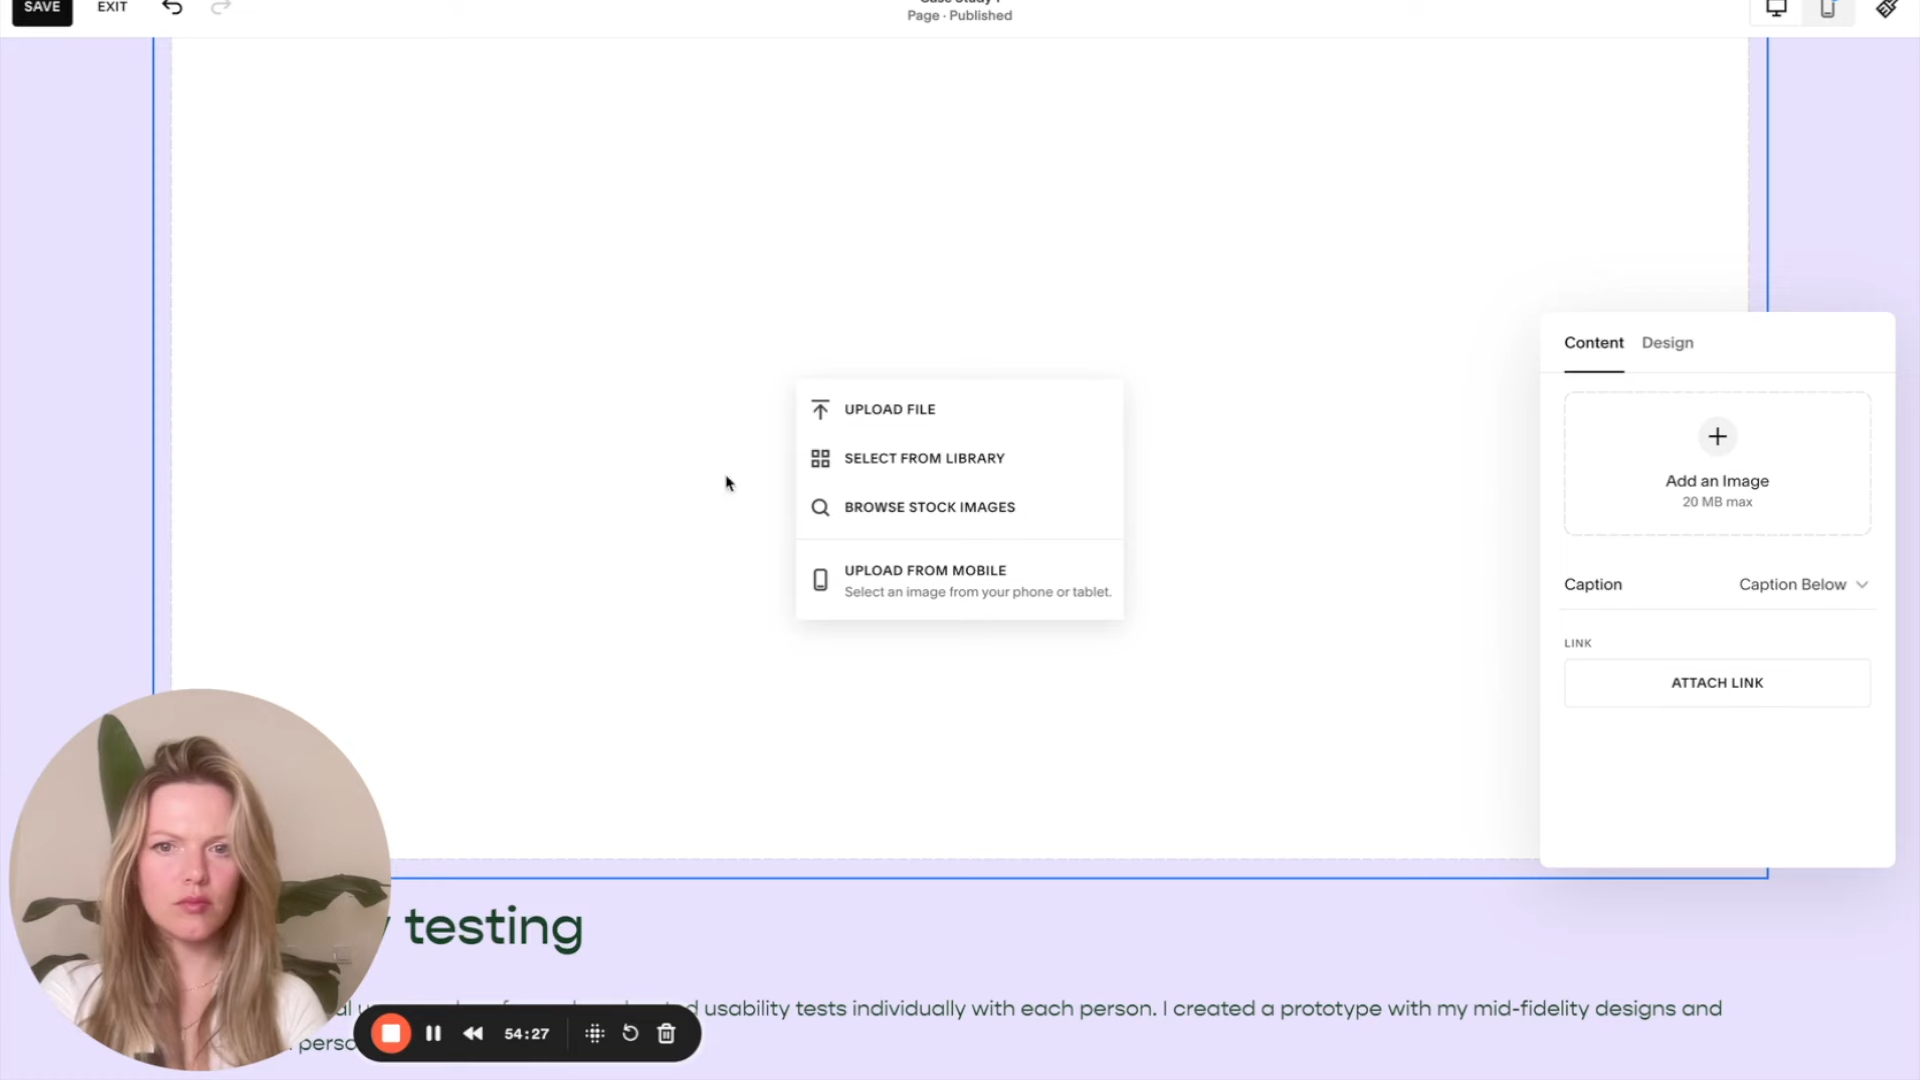 SAVE
EXIT
Page · Published
UPLOAD FILE
SELECT FROM LIBRARY
BROWSE STOCK IMAGES
UPLOAD FROM MOBILE
Select an image from your phone or tablet.
Content
Design
Add an Image
20 MB max
Caption
Caption Below
LINK
ATTACH LINK
testing
usability tests individually with each person. I created a prototype with my mid-fidelity designs and
54:27